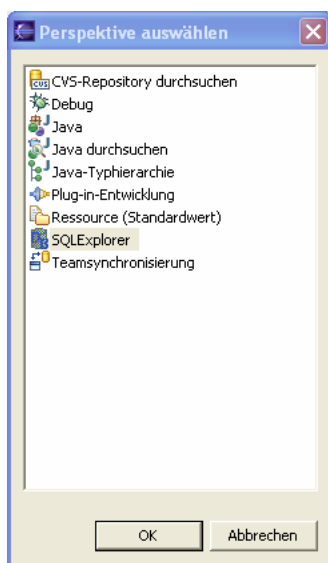 Perspektive auswählen
CVS-Repository durchsuchen
Debug
Java
Java durchsuchen
Java-Typhierarchie
Plug-in-Entwicklung
Ressource (Standardwert)
SQLExplorer
Teamsynchronisierung
OK Abbrechen